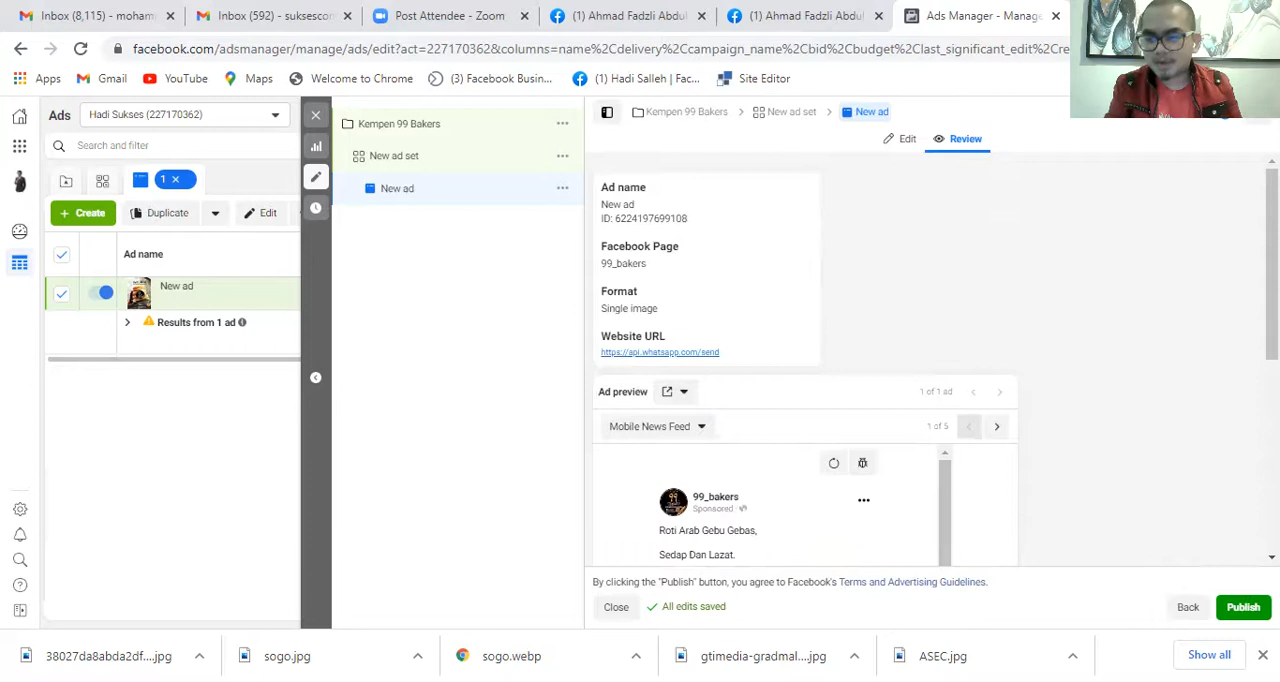 Inbox (8,115) - moham
Inbox (592) - suksescom
Post Attendee - Zoom
(1) Ahmad Fadzli Abdul
(1) Ahmad Fadzli Abdul
Ads Manager - Manage
facebook.com/adsmanager/manage/ads/edit?act=227170362&columns=name%2Cdelivery%2Ccampaign_name%2Cbid%2Cbudget%2Clast_significant_edit%2Cre
Apps
Gmail
YouTube
Maps
Welcome to Chrome
(3) Facebook Busin...
(1) Hadi Salleh | Fac...
Site Editor
Ads
Hadi Sukses (227170362)
Search and filter
1
+ Create
Duplicate
Edit
Ad name
New ad
Results from 1 ad
Kempen 99 Bakers
New ad set
New ad
Kempen 99 Bakers
New ad set
New ad
Edit
Review
Ad name
New ad
ID: 6224197699108
Facebook Page
99_bakers
Format
Single image
Website URL
https://api.whatsapp.com/send
Ad preview
1 of 1 ad
Mobile News Feed
1 of 5
99_bakers
Sponsored
Roti Arab Gebu Gebas,
Sedap Dan Lazat.
By clicking the "Publish" button, you agree to Facebook's Terms and Advertising Guidelines.
Close
All edits saved
Back
Publish
38027da8abda2df....jpg
sogo.jpg
sogo.webp
gtimedia-gradmal....jpg
ASEC.jpg
Show all